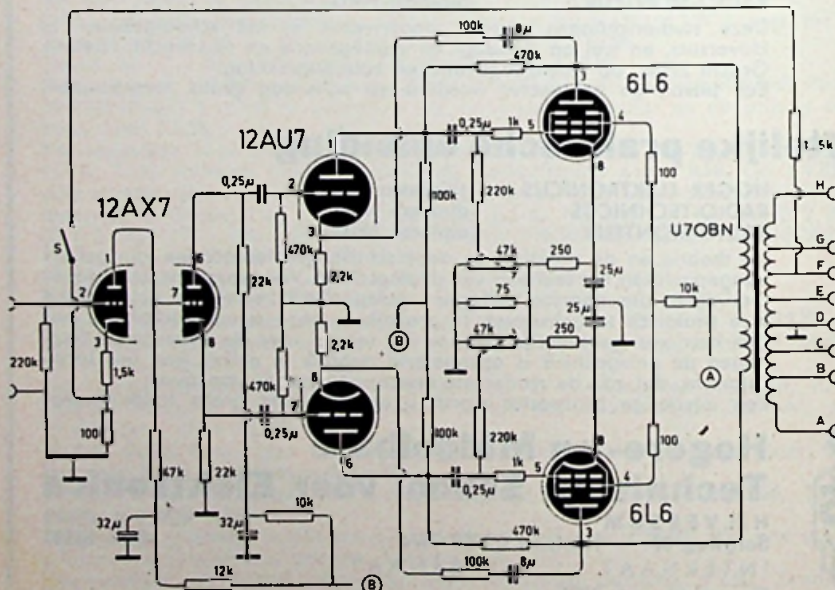 100k
8µ
470k
6L6
3
12AU7
1
0,25µ
1k
5
4
1,5k
0,25µ
2
12AX7
100k
220k
8
100
H
U70BN
G
1
6
3
470k
47k
250
25µ
F
S
2
7
22k
2,2k
75
10k
E
25µ
D
3
8
B
47k
250
C
220k
1,5k
2,2k
A
B
470k
8
100
0,25µ
7
100k
220k
8
100
A
47k
22k
6
0,25µ
1k
5
4
32µ
32µ
10k
6L6
470k
3
12k
B
100k
8µ